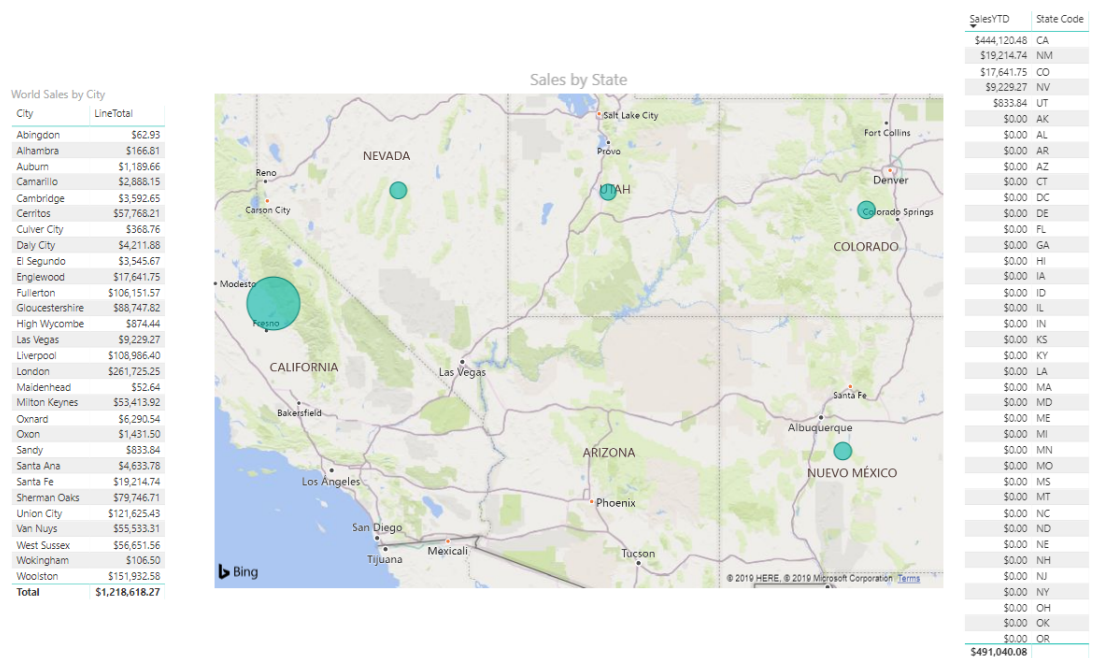 World Sales by City
City LineTotal
Abingdon $62.93
Alhambra $166.81
Auburn $1,189.66
Camarillo $2,888.15
Cambridge $3,592.65
Cerritos $57,768.21
Culver City $368.76
Daly City $4,211.88
El Segundo $3,545.67
Englewood $17,641.75
Fullerton $106,151.57
Gloucestershire $88,747.82
High Wycombe $874.44
Las Vegas $9,229.27
Liverpool $108,986.40
London $261,725.25
Maidenhead $52.64
Milton Keynes $53,413.92
Oxnard $6,290.54
Oxon $1,431.50
Sandy $833.84
Santa Ana $4,633.78
Santa Fe $19,214.74
Sherman Oaks $79,746.71
Union City $121,625.43
Van Nuys $55,533.31
West Sussex $56,651.56
Wokingham $106.50
Woolston $151,932.58
Total $1,218,618.27
Sales by State
Salt Lake City
Fort Collins
Provo
NEVADA
Reno
Denver
UTAH
Carson City
Colorado Springs
COLORADO
Modesto
Fresno
CALIFORNIA
Las Vegas
Santa Fe
Bakersfield
Albuquerque
ARIZONA
NUEVO MÉXICO
Los Angeles
Phoenix
San Diego
Mexicali
Tijuana
Tucson
Bing
© 2019 HERE, © 2019 Microsoft Corporation Terms
SalesYTD State Code
$444,120.48 CA
$19,214.74 NM
$17,641.75 CO
$9,229.27 NV
$833.84 UT
$0.00 AK
$0.00 AL
$0.00 AR
$0.00 AZ
$0.00 CT
$0.00 DC
$0.00 DE
$0.00 FL
$0.00 GA
$0.00 HI
$0.00 IA
$0.00 ID
$0.00 IL
$0.00 IN
$0.00 KS
$0.00 KY
$0.00 LA
$0.00 MA
$0.00 MD
$0.00 ME
$0.00 MI
$0.00 MN
$0.00 MO
$0.00 MS
$0.00 MT
$0.00 NC
$0.00 ND
$0.00 NE
$0.00 NH
$0.00 NJ
$0.00 NY
$0.00 OH
$0.00 OK
$0.00 OR
$491,040.08